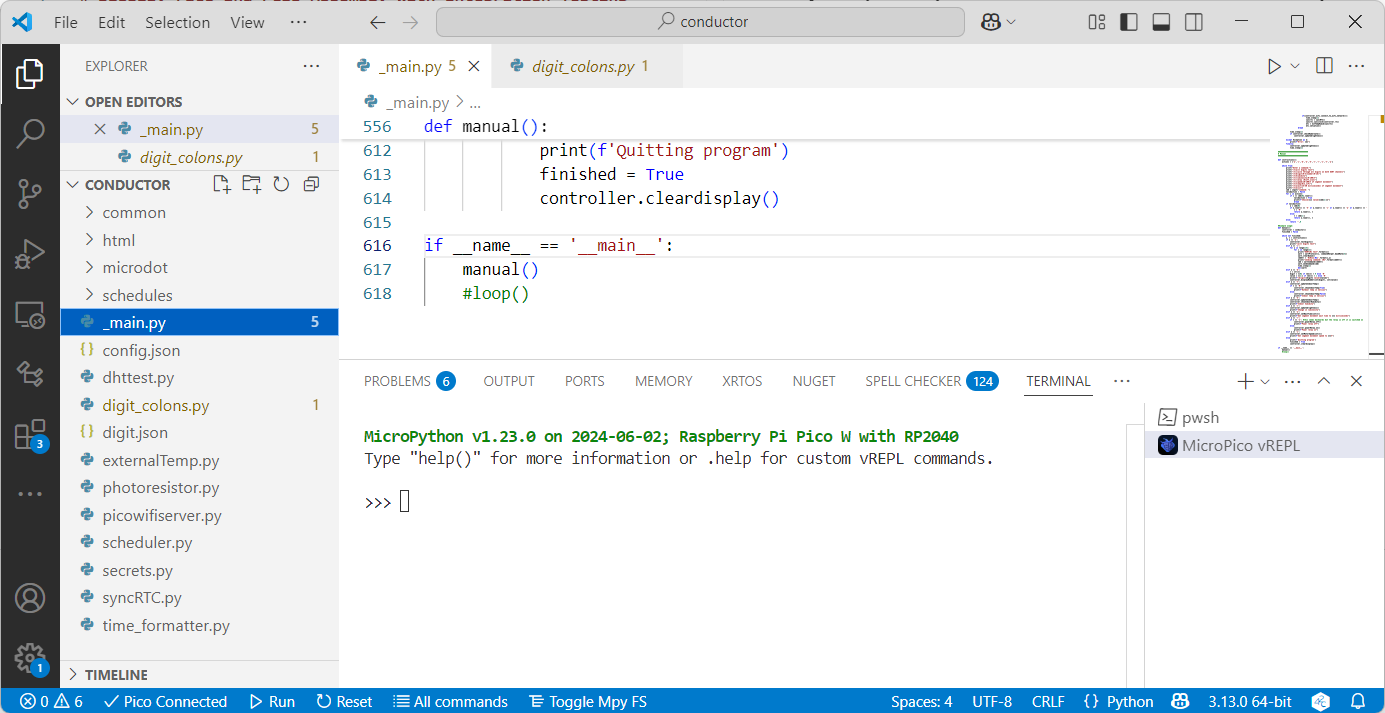 File Edit Selection View ··· conductor
EXPLORER ···
OPEN EDITORS
_main.py 5
digit_colons.py 1
CONDUCTOR
common
html
microdot
schedules
_main.py 5
config.json
dhttest.py
digit_colons.py 1
digit.json
externalTemp.py
photoresistor.py
picowifiserver.py
scheduler.py
secrets.py
syncRTC.py
time_formatter.py
TIMELINE
3
1
_main.py 5 digit_colons.py 1
_main.py > ...
556 def manual():
612 print(f'Quitting program')
613 finished = True
614 controller.cleardisplay()
615
616 if __name__ == '__main__':
617 manual()
618 #loop()
PROBLEMS 6 OUTPUT PORTS MEMORY XRTOS NUGET SPELL CHECKER 124 TERMINAL ···
MicroPython v1.23.0 on 2024-06-02; Raspberry Pi Pico W with RP2040
Type "help()" for more information or .help for custom vREPL commands.
>>>
pwsh
MicroPico vREPL
0 6 Pico Connected Run Reset All commands Toggle Mpy FS Spaces: 4 UTF-8 CRLF {} Python 3.13.0 64-bit